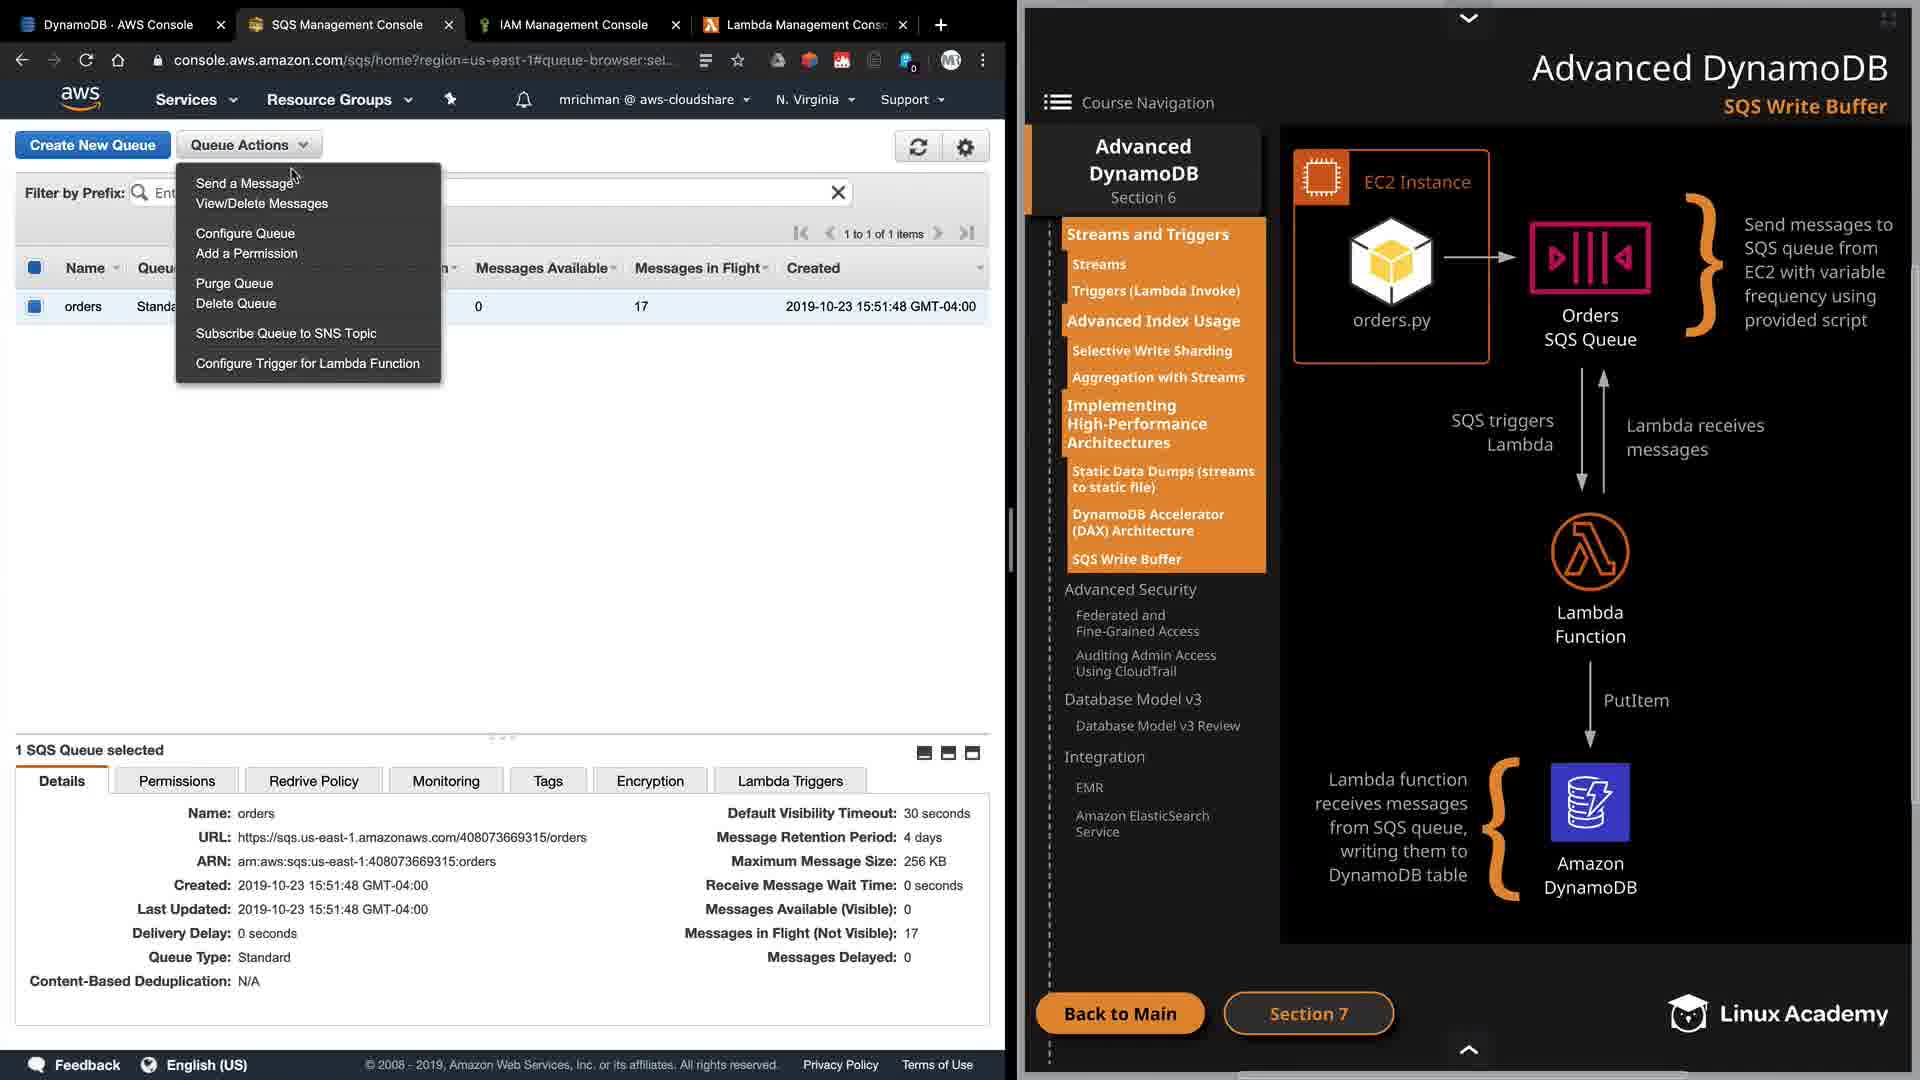 DynamoDB · AWS Console
SQS Management Console
IAM Management Console
Lambda Management Conso
console.aws.amazon.com/sqs/home?region=us-east-1#queue-browser:sel...
0
aws
Services
Resource Groups
mrichman @ aws-cloudshare
N. Virginia
Support
Create New Queue
Queue Actions
Send a Message
View/Delete Messages
Configure Queue
Add a Permission
Purge Queue
Delete Queue
Subscribe Queue to SNS Topic
Configure Trigger for Lambda Function
Filter by Prefix:
Ent
1 to 1 of 1 items
Name
Queu
n
Messages Available
Messages in Flight
Created
orders
Standa
0
17
2019-10-23 15:51:48 GMT-04:00
1 SQS Queue selected
Details
Permissions
Redrive Policy
Monitoring
Tags
Encryption
Lambda Triggers
Name: orders
URL: https://sqs.us-east-1.amazonaws.com/408073669315/orders
ARN: arn:aws:sqs:us-east-1:408073669315:orders
Created: 2019-10-23 15:51:48 GMT-04:00
Last Updated: 2019-10-23 15:51:48 GMT-04:00
Delivery Delay: 0 seconds
Queue Type: Standard
Content-Based Deduplication: N/A
Default Visibility Timeout: 30 seconds
Message Retention Period: 4 days
Maximum Message Size: 256 KB
Receive Message Wait Time: 0 seconds
Messages Available (Visible): 0
Messages in Flight (Not Visible): 17
Messages Delayed: 0
Feedback
English (US)
© 2008 - 2019, Amazon Web Services, Inc. or its affiliates. All rights reserved.
Privacy Policy
Terms of Use
Advanced DynamoDB
SQS Write Buffer
Course Navigation
Advanced
DynamoDB
Section 6
Streams and Triggers
Streams
Triggers (Lambda Invoke)
Advanced Index Usage
Selective Write Sharding
Aggregation with Streams
Implementing
High-Performance
Architectures
Static Data Dumps (streams
to static file)
DynamoDB Accelerator
(DAX) Architecture
SQS Write Buffer
Advanced Security
Federated and
Fine-Grained Access
Auditing Admin Access
Using CloudTrail
Database Model v3
Database Model v3 Review
Integration
EMR
Amazon ElasticSearch
Service
EC2 Instance
orders.py
Orders
SQS Queue
Send messages to
SQS queue from
EC2 with variable
frequency using
provided script
SQS triggers
Lambda
Lambda receives
messages
Lambda
Function
PutItem
Lambda function
receives messages
from SQS queue,
writing them to
DynamoDB table
Amazon
DynamoDB
Back to Main
Section 7
Linux Academy